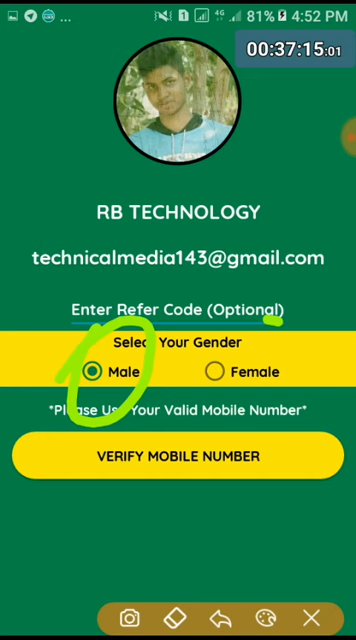 ... 4G 81% 4:52 PM
00:37:15:01
RB TECHNOLOGY
technicalmedia143@gmail.com
Enter Refer Code (Optional)
Select Your Gender
Male Female
*Please Use Your Valid Mobile Number*
VERIFY MOBILE NUMBER